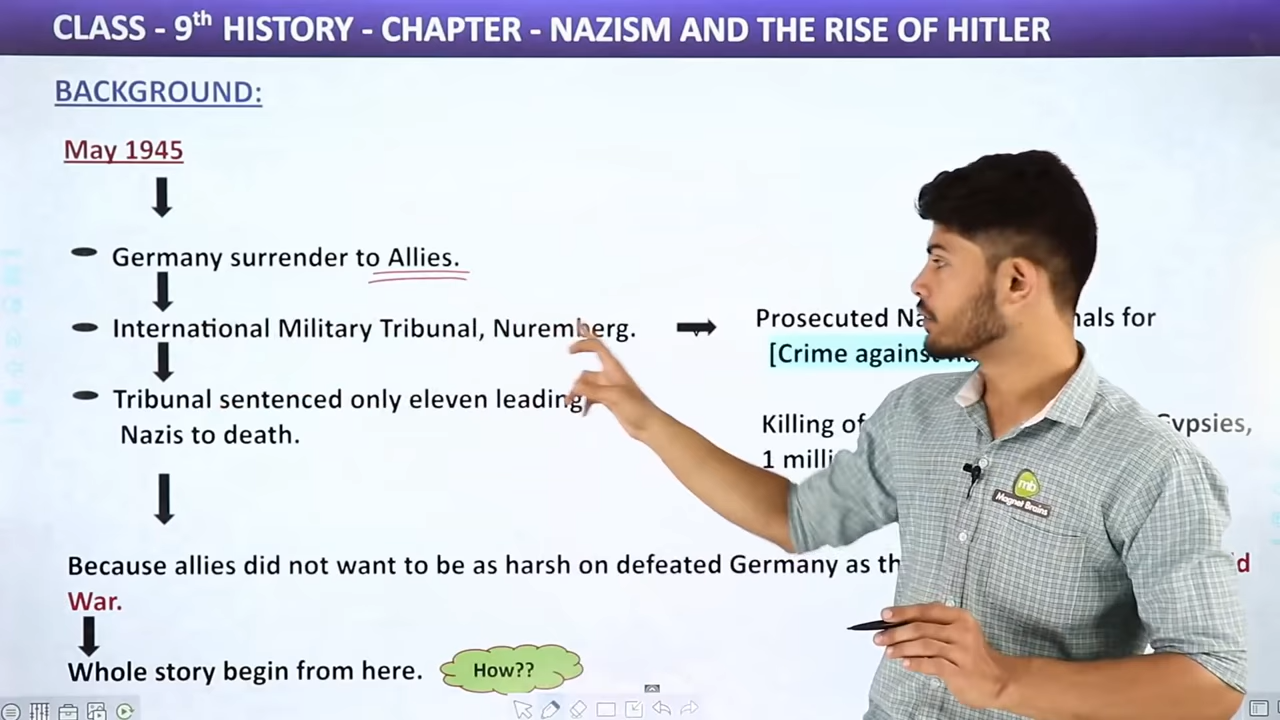 CLASS - 9th HISTORY - CHAPTER - NAZISM AND THE RISE OF HITLER
BACKGROUND:
May 1945
Germany surrender to Allies.
International Military Tribunal, Nuremberg.
Prosecuted
for
[Crime against
Tribunal sentenced only eleven leading
Nazis to death.
Killing of
Gypsies,
1
Because allies did not want to be as harsh on defeated Germany as
War.
Whole story begin from here.
How??
mb
Magnet Brains